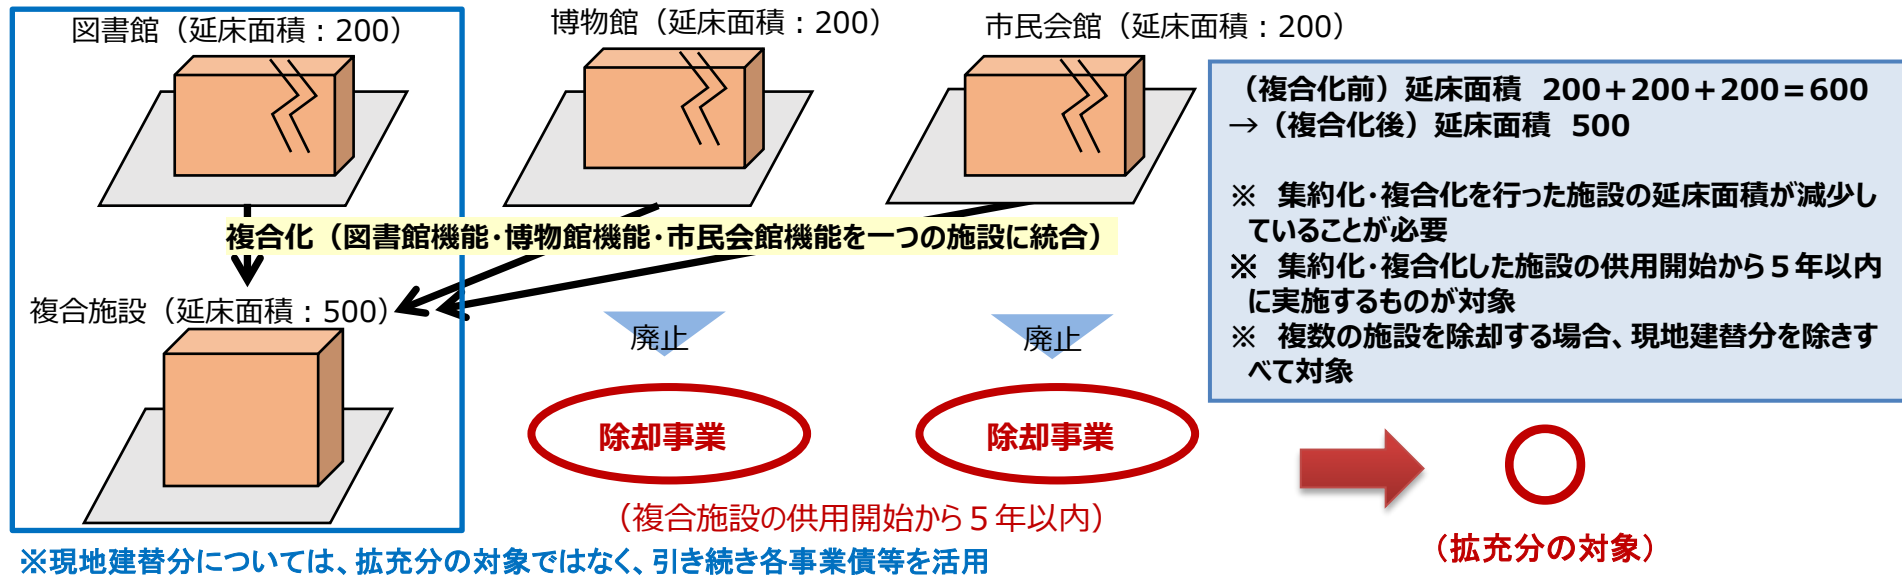 図書館（延床面積：200）
博物館（延床面積：200）
市民会館（延床面積：200）
（複合化前）延床面積 200＋200＋200＝600
→（複合化後）延床面積 500
※ 集約化・複合化を行った施設の延床面積が減少し
ていることが必要
※ 集約化・複合化した施設の供用開始から５年以内
に実施するものが対象
※ 複数の施設を除却する場合、現地建替分を除きす
べて対象
複合化（図書館機能・博物館機能・市民会館機能を一つの施設に統合）
複合施設（延床面積：500）
廃止
廃止
除却事業
除却事業
（複合施設の供用開始から５年以内）
（拡充分の対象）
※現地建替分については、拡充分の対象ではなく、引き続き各事業債等を活用